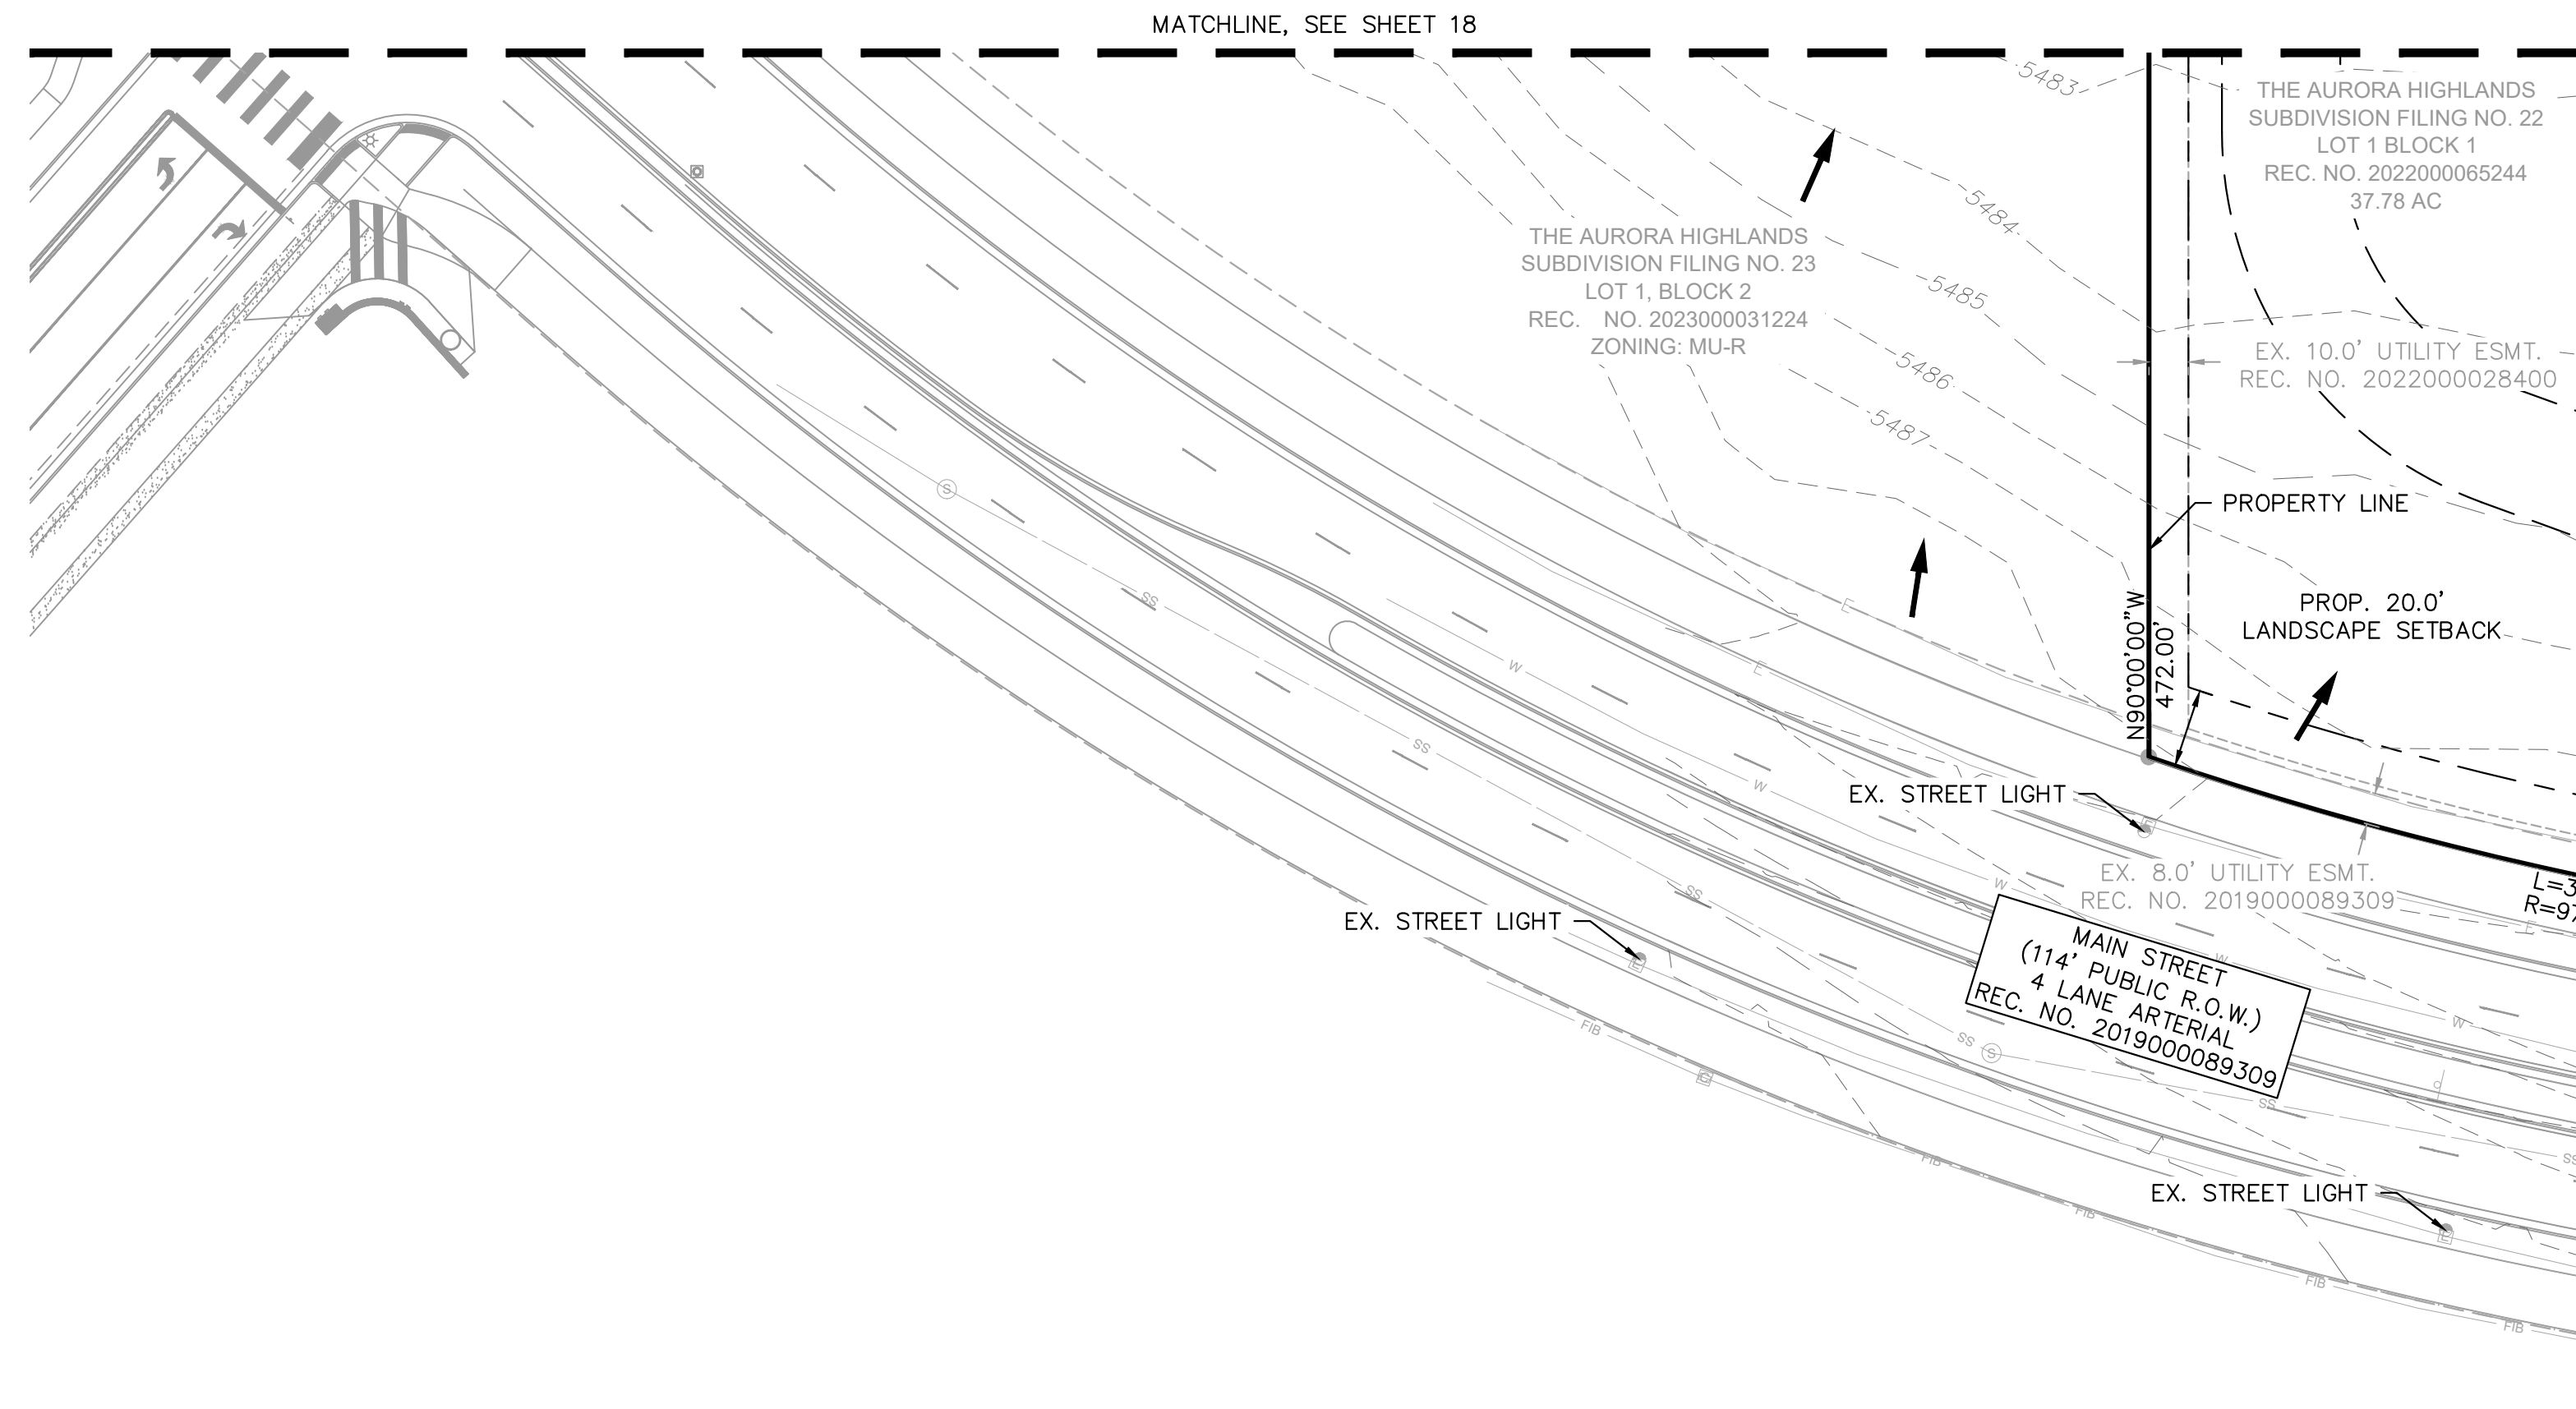 MATCHLINE, SEE SHEET 18
5483
THE AURORA HIGHLANDS
SUBDIVISION FILING NO. 22
LOT 1 BLOCK 1
REC. NO. 2022000065244
37.78 AC
5484
THE AURORA HIGHLANDS
SUBDIVISION FILING NO. 23
LOT 1, BLOCK 2
REC. NO. 2023000031224
ZONING: MU-R
5485
5486
5487
EX. 10.0' UTILITY ESMT.
REC. NO. 2022000028400
PROPERTY LINE
S
SS
PROP. 20.0'
LANDSCAPE SETBACK
N90°00'00"W
472.00'
E
E
W
SS
W
EX. STREET LIGHT
E
EX. 8.0' UTILITY ESMT.
REC. NO. 2019000089309
L=3
R=97
W
SS
EX. STREET LIGHT
E
E
W
MAIN STREET
(114' PUBLIC R.O.W.)
4 LANE ARTERIAL
REC. NO. 2019000089309
FIB
W
SS
S
G
SS
SS
FIB
EX. STREET LIGHT
E
FIB
FIB
FIB